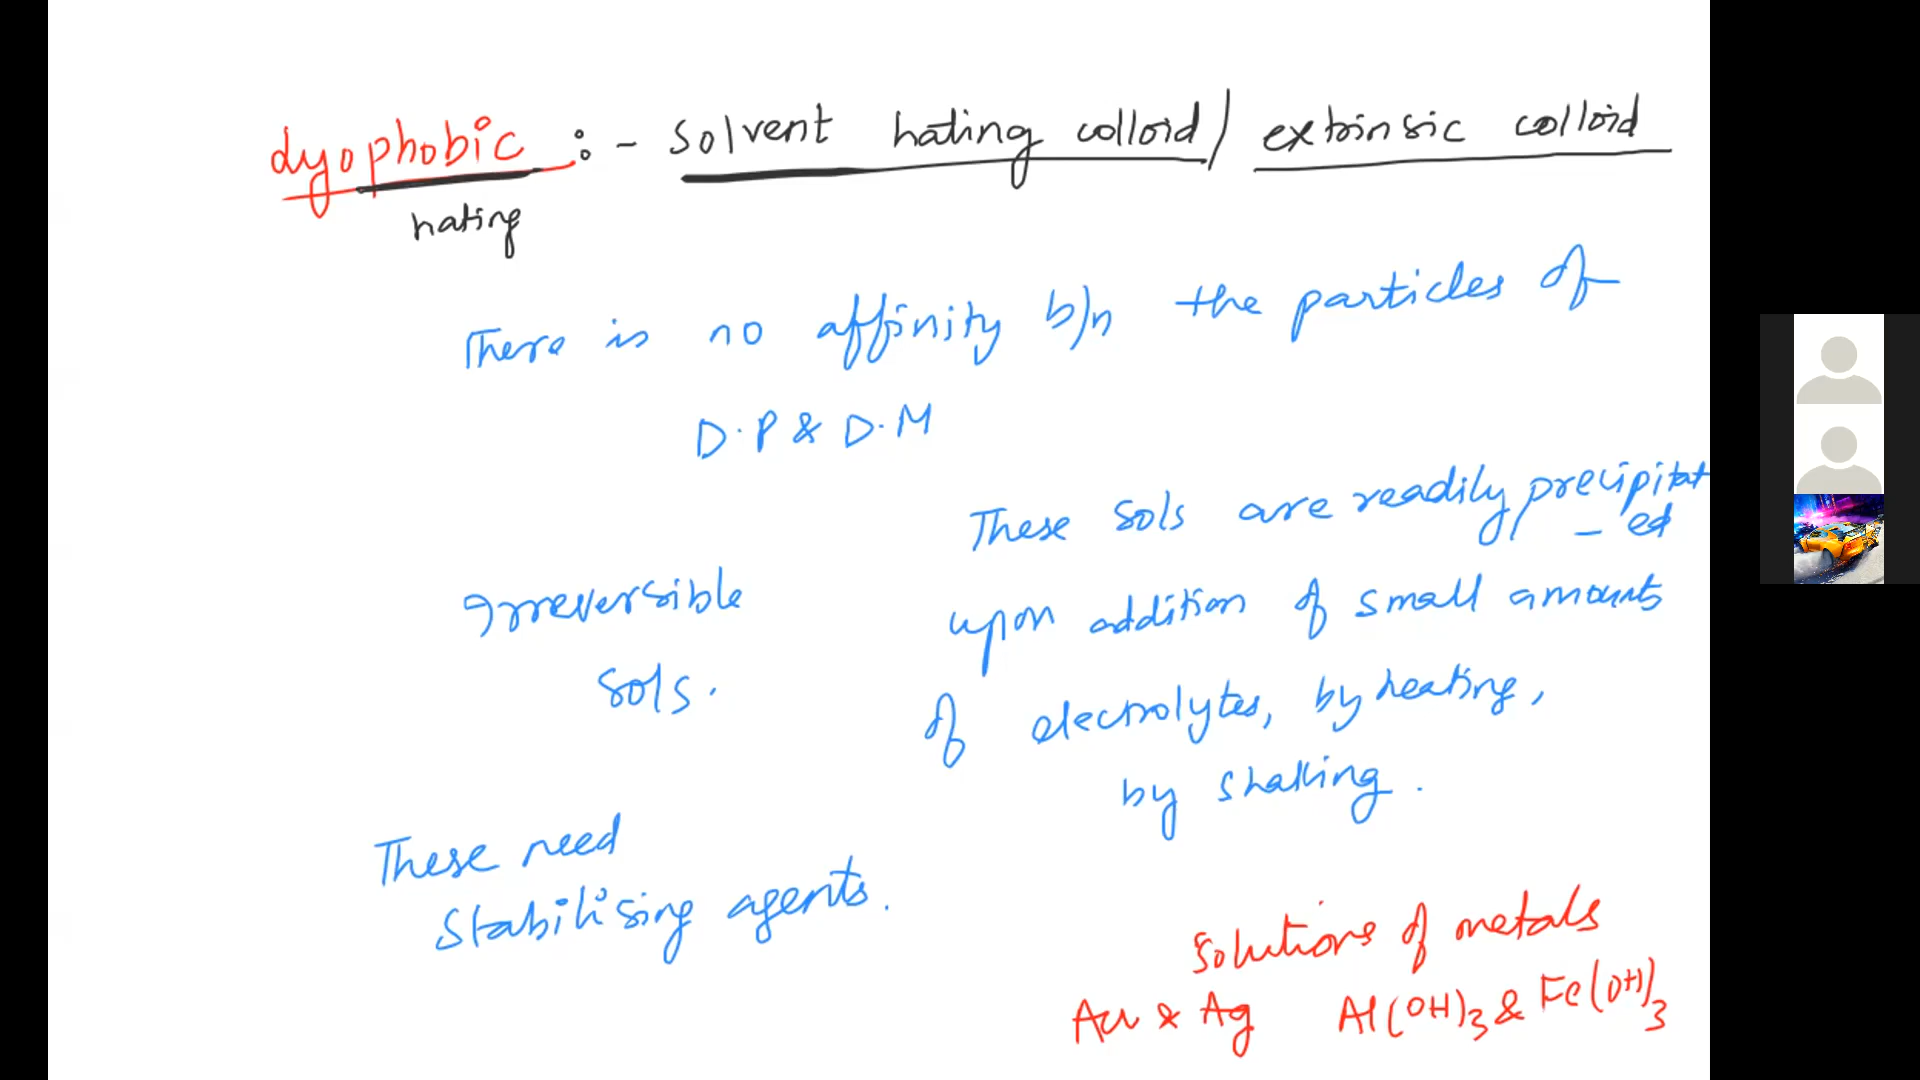 dyophobic :- solvent hating colloid/ extrinsic colloid
hating
There is no affinity b/n the particles of
D.P & D.M
These sols are readily precipitat
- ed
Irreversible
upon addition of small amounts
sols.
of electrolytes, by heating,
by shaking.
These need
stabilising agents.
Solutions of metals
Au & Ag Al(OH)3 & Fe(OH)3